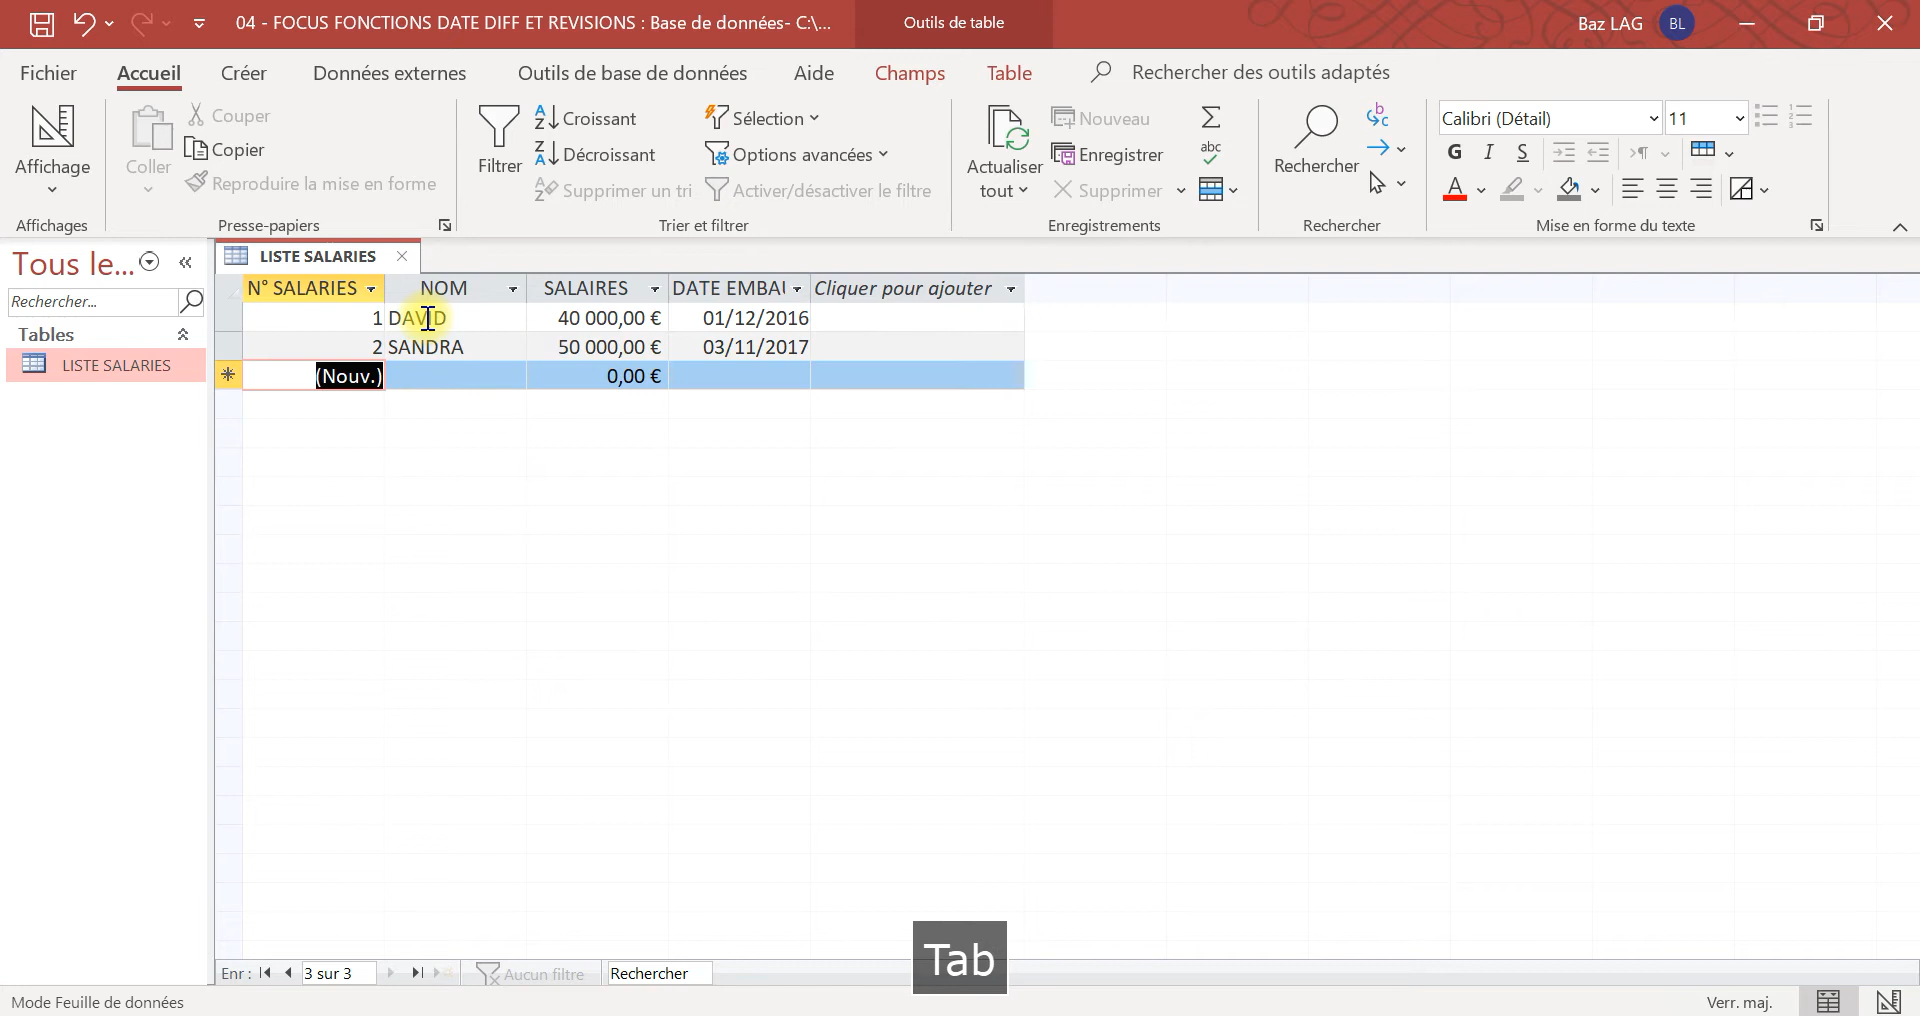 04 - FOCUS FONCTIONS DATE DIFF ET REVISIONS : Base de données- C:\...
Outils de table
Baz LAG
BL
Fichier
Accueil
Créer
Données externes
Outils de base de données
Aide
Champs
Table
Rechercher des outils adaptés
Affichage
Affichages
Coller
Couper
Copier
Reproduire la mise en forme
Presse-papiers
Filtrer
Croissant
Décroissant
Supprimer un tri
Sélection
Options avancées
Activer/désactiver le filtre
Trier et filtrer
Actualiser
tout
Nouveau
Enregistrer
Supprimer
Enregistrements
Rechercher
Rechercher
Calibri (Détail)
11
G I S
Mise en forme du texte
Tous le...
Rechercher...
Tables
LISTE SALARIES
LISTE SALARIES
N° SALARIES NOM SALAIRES DATE EMBAU Cliquer pour ajouter
1 DAVID 40 000,00 € 01/12/2016
2 SANDRA 50 000,00 € 03/11/2017
(Nouv.) 0,00 €
Tab
Enr : 3 sur 3 Aucun filtre Rechercher
Mode Feuille de données
Verr. maj.